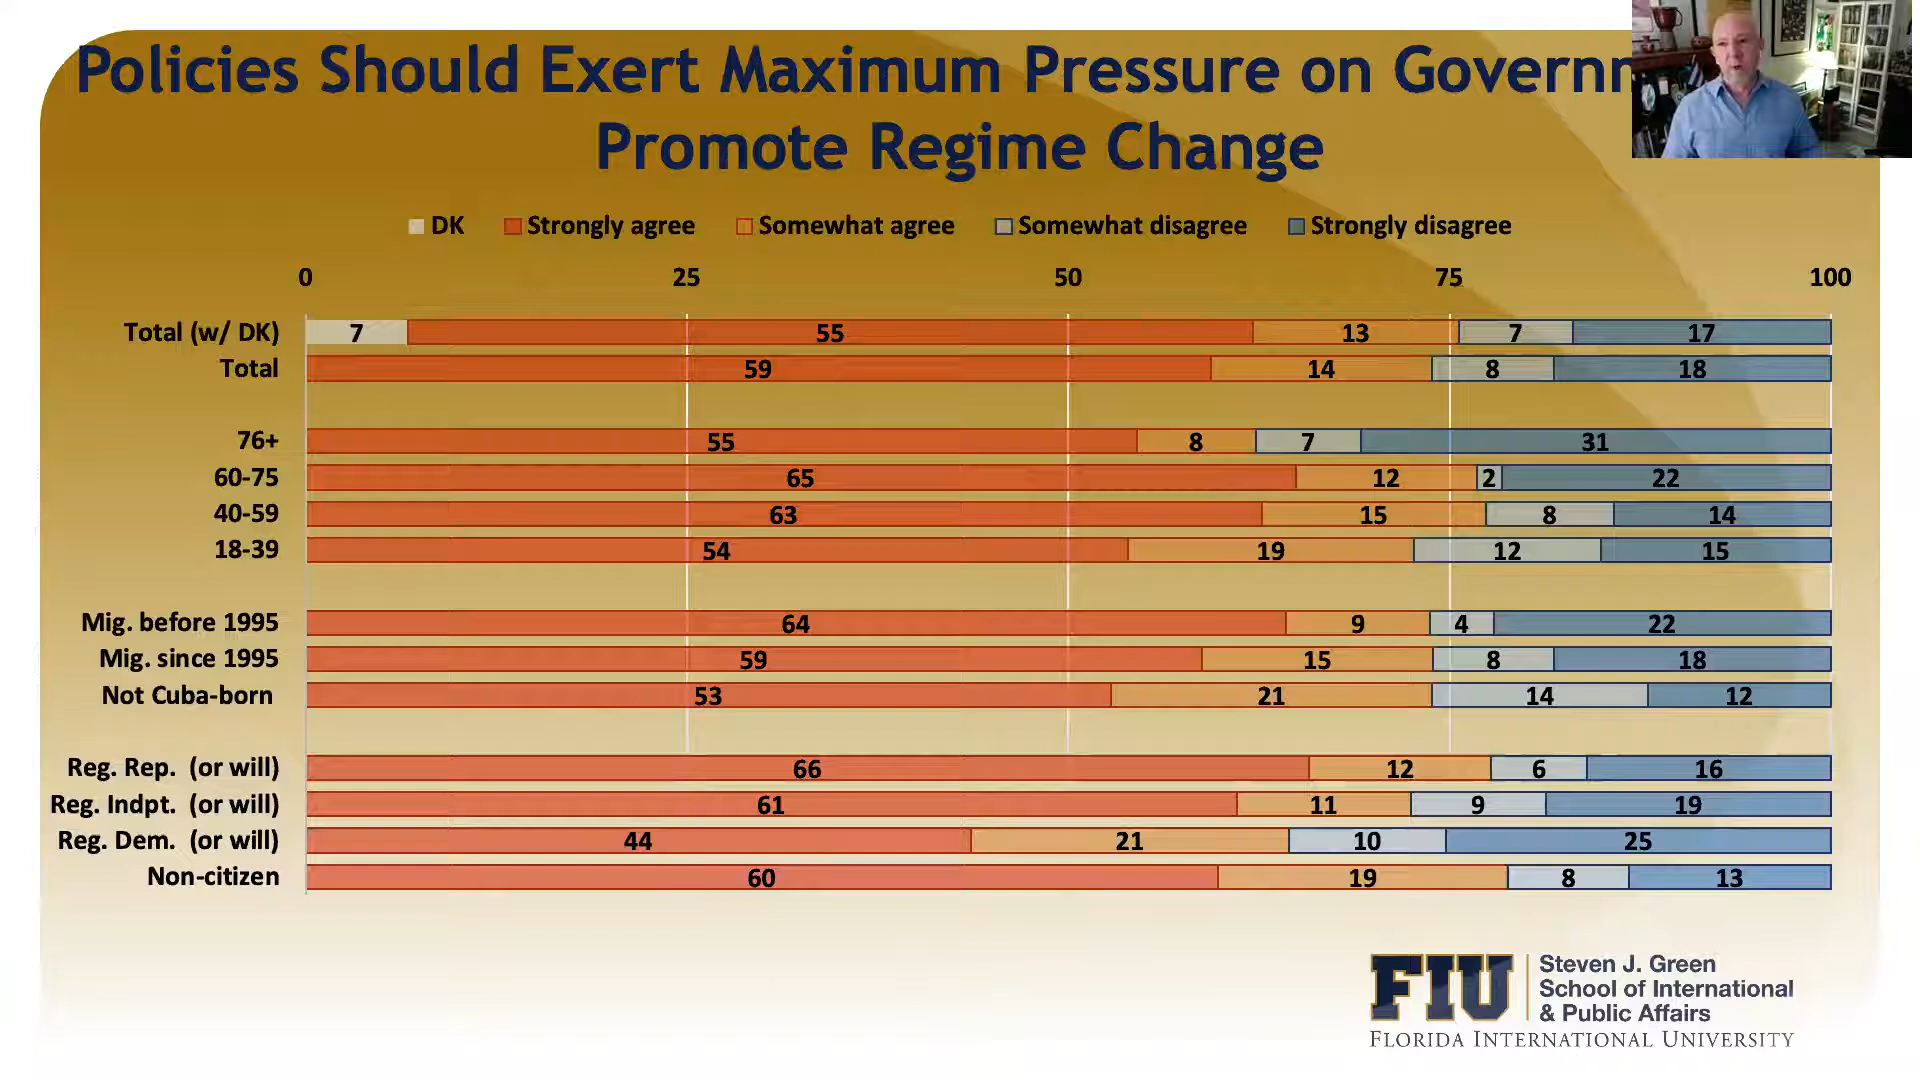 Policies Should Exert Maximum Pressure on
Promote Regime Change
DK Strongly agree Somewhat agree Somewhat disagree Strongly disagree
0 25 50 75 100
Total (w/ DK) 7 55 13 7 17
Total 59 14 8 18
76+ 55 8 7 31
60-75 65 12 2 22
40-59 63 15 8 14
18-39 54 19 12 15
Mig. before 1995 64 9 4 22
Mig. since 1995 59 15 8 18
Not Cuba-born 53 21 14 12
Reg. Rep. (or will) 66 12 6 16
Reg. Indpt. (or will) 61 11 9 19
Reg. Dem. (or will) 44 21 10 25
Non-citizen 60 19 8 13
FIU
Steven J. Green
School of International
& Public Affairs
FLORIDA INTERNATIONAL UNIVERSITY